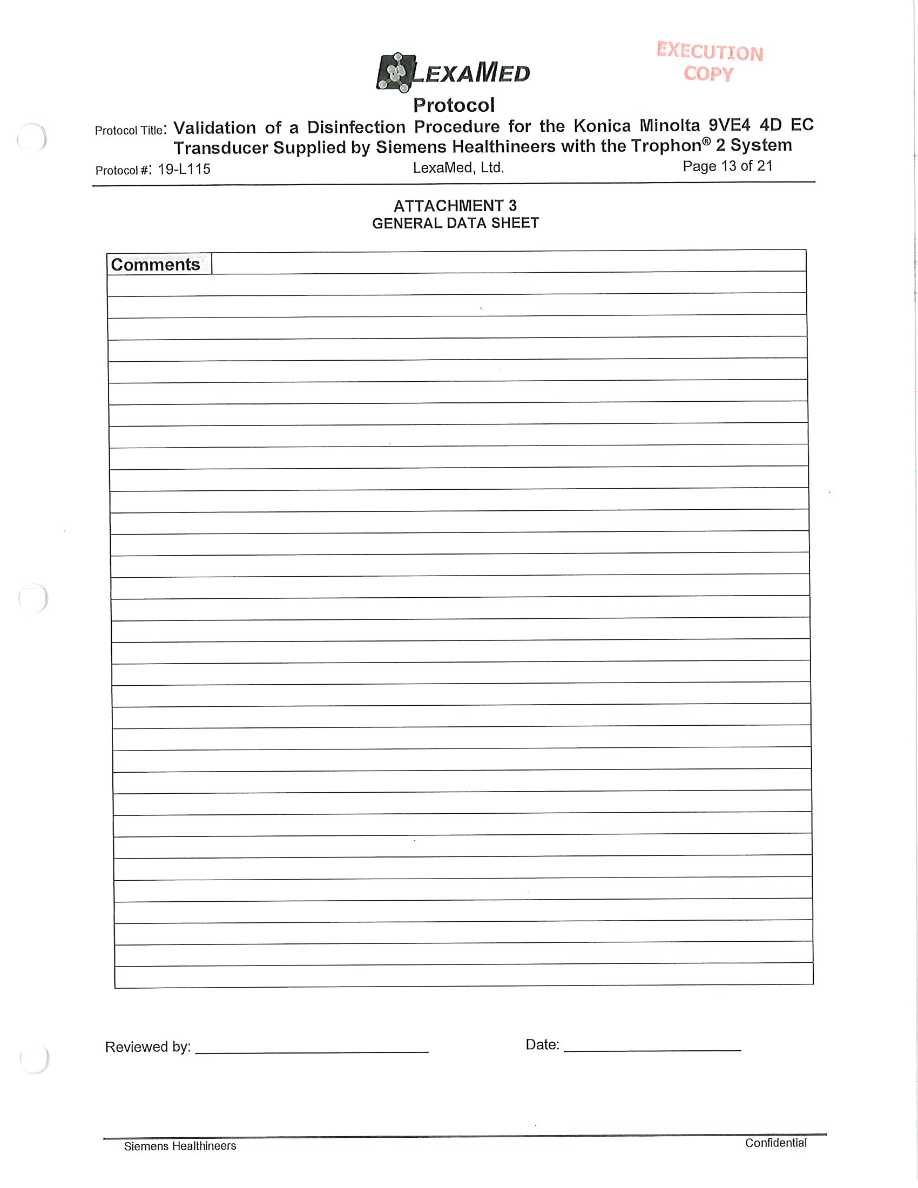 LEXAMED
EXECUTION
COPY
Protocol
Protocol Title: Validation of a Disinfection Procedure for the Konica Minolta 9VE4 4D EC
Transducer Supplied by Siemens Healthineers with the Trophon® 2 System
Protocol #: 19-L115 LexaMed, Ltd. Page 13 of 21
ATTACHMENT 3
GENERAL DATA SHEET
Comments
Reviewed by: Date:
Siemens Healthineers Confidential